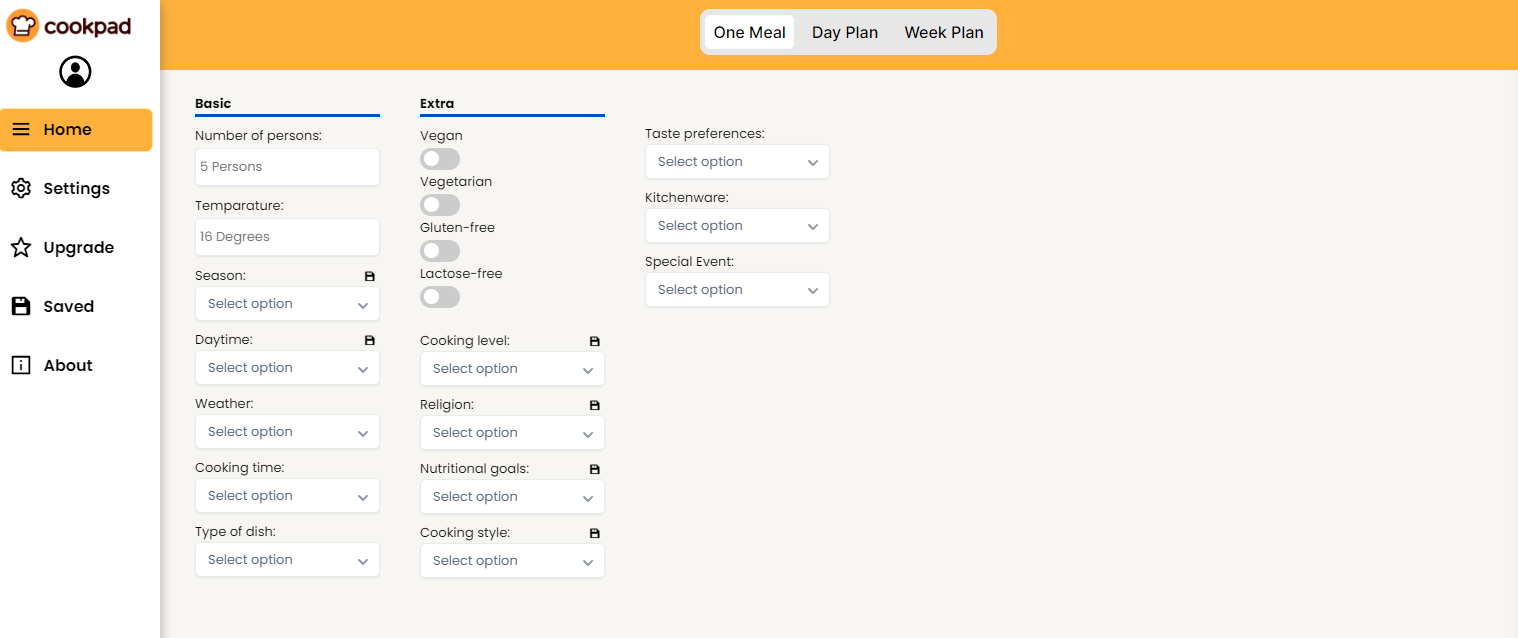 cookpad
One Meal Day Plan Week Plan
Home
Settings
Upgrade
Saved
About
Basic
Number of persons:
5 Persons
Temparature:
16 Degrees
Season:
Select option
Daytime:
Select option
Weather:
Select option
Cooking time:
Select option
Type of dish:
Select option
Extra
Vegan
Vegetarian
Gluten-free
Lactose-free
Cooking level:
Select option
Religion:
Select option
Nutritional goals:
Select option
Cooking style:
Select option
Taste preferences:
Select option
Kitchenware:
Select option
Special Event:
Select option